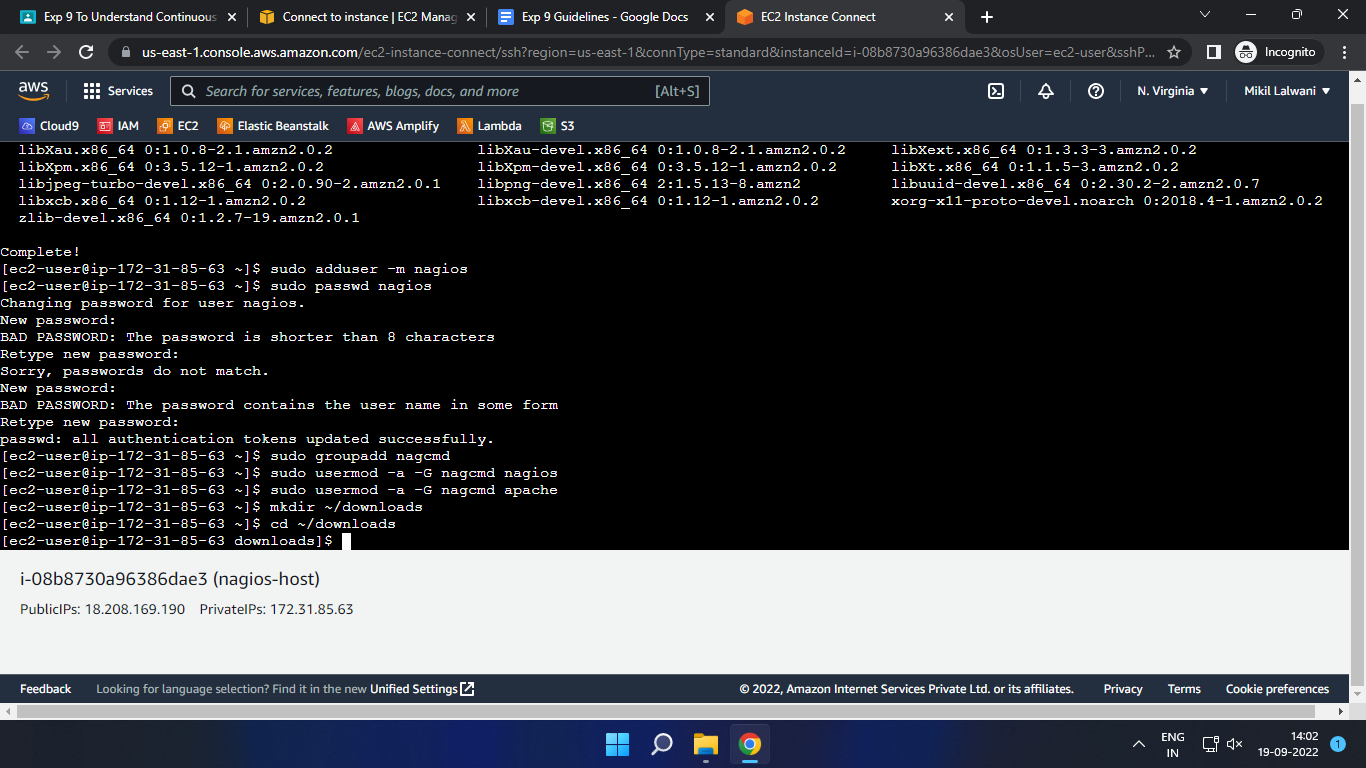 Exp 9 To Understand Continuous
Connect to instance | EC2 Manag
Exp 9 Guidelines - Google Docs
EC2 Instance Connect
us-east-1.console.aws.amazon.com/ec2-instance-connect/ssh?region=us-east-1&connType=standard&instanceId=i-08b8730a96386dae3&osUser=ec2-user&sshP...
Incognito
aws
Services
Search for services, features, blogs, docs, and more [Alt+S]
N. Virginia
Mikil Lalwani
Cloud9 IAM EC2 Elastic Beanstalk AWS Amplify Lambda S3
libXau.x86_64 0:1.0.8-2.1.amzn2.0.2 libXau-devel.x86_64 0:1.0.8-2.1.amzn2.0.2 libXext.x86_64 0:1.3.3-3.amzn2.0.2
libXpm.x86_64 0:3.5.12-1.amzn2.0.2 libXpm-devel.x86_64 0:3.5.12-1.amzn2.0.2 libXt.x86_64 0:1.1.5-3.amzn2.0.2
libjpeg-turbo-devel.x86_64 0:2.0.90-2.amzn2.0.1 libpng-devel.x86_64 2:1.5.13-8.amzn2 libuuid-devel.x86_64 0:2.30.2-2.amzn2.0.7
libxcb.x86_64 0:1.12-1.amzn2.0.2 libxcb-devel.x86_64 0:1.12-1.amzn2.0.2 xorg-x11-proto-devel.noarch 0:2018.4-1.amzn2.0.2
zlib-devel.x86_64 0:1.2.7-19.amzn2.0.1
Complete!
[ec2-user@ip-172-31-85-63 ~]$ sudo adduser -m nagios
[ec2-user@ip-172-31-85-63 ~]$ sudo passwd nagios
Changing password for user nagios.
New password:
BAD PASSWORD: The password is shorter than 8 characters
Retype new password:
Sorry, passwords do not match.
New password:
BAD PASSWORD: The password contains the user name in some form
Retype new password:
passwd: all authentication tokens updated successfully.
[ec2-user@ip-172-31-85-63 ~]$ sudo groupadd nagcmd
[ec2-user@ip-172-31-85-63 ~]$ sudo usermod -a -G nagcmd nagios
[ec2-user@ip-172-31-85-63 ~]$ sudo usermod -a -G nagcmd apache
[ec2-user@ip-172-31-85-63 ~]$ mkdir ~/downloads
[ec2-user@ip-172-31-85-63 ~]$ cd ~/downloads
[ec2-user@ip-172-31-85-63 downloads]$
i-08b8730a96386dae3 (nagios-host)
PublicIPs: 18.208.169.190 PrivateIPs: 172.31.85.63
Feedback Looking for language selection? Find it in the new Unified Settings © 2022, Amazon Internet Services Private Ltd. or its affiliates. Privacy Terms Cookie preferences
ENG
IN
14:02
19-09-2022
1